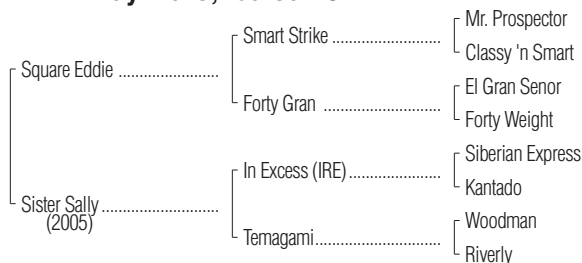 Mr. Prospector
Smart Strike
Classy 'n Smart
Square Eddie
El Gran Senor
Forty Gran
Forty Weight
Siberian Express
In Excess (IRE)
Kantado
Sister Sally
(2005)
Woodman
Temagami
Riverly